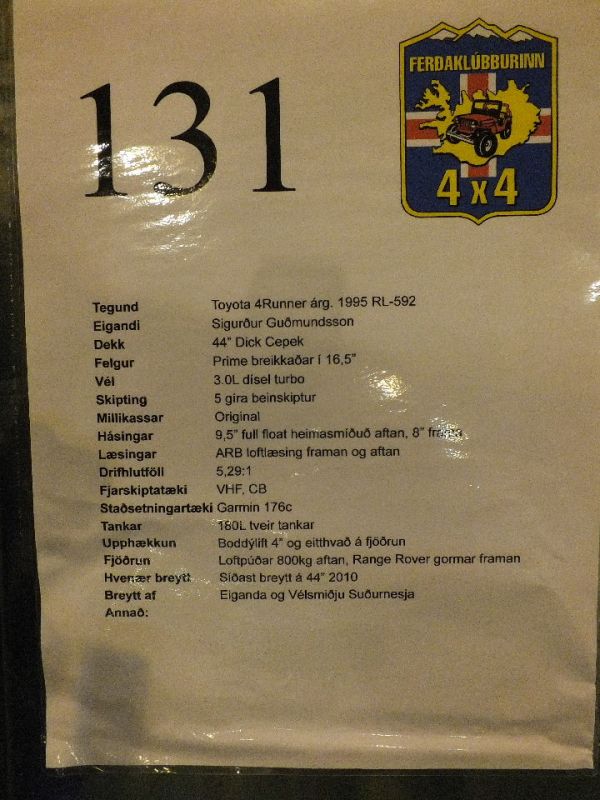 131
FERÐAKLÚBBURINN
4x4
Tegund Toyota 4Runner árg. 1995 RL-592
Eigandi Sigurður Guðmundsson
Dekk 44" Dick Cepek
Felgur Prime breikkaðar í 16,5"
Vél 3.0L dísel turbo
Skipting 5 gíra beinskiptur
Millikassar Original
Hásingar 9,5" full float heimasmíðuð aftan, 8" framan
Læsingar ARB loftlæsing framan og aftan
Drifhlutföll 5,29:1
Fjarskiptatæki VHF, CB
Staðsetningartæki Garmin 176c
Tankar 180L tveir tankar
Upphækkun Boddýlift 4" og eitthvað á fjöðrun
Fjöðrun Loftpúðar 800kg aftan, Range Rover gormar framan
Hvenær breytt Síðast breytt á 44" 2010
Breytt af Eiganda og Vélsmiðju Suðurnesja
Annað: